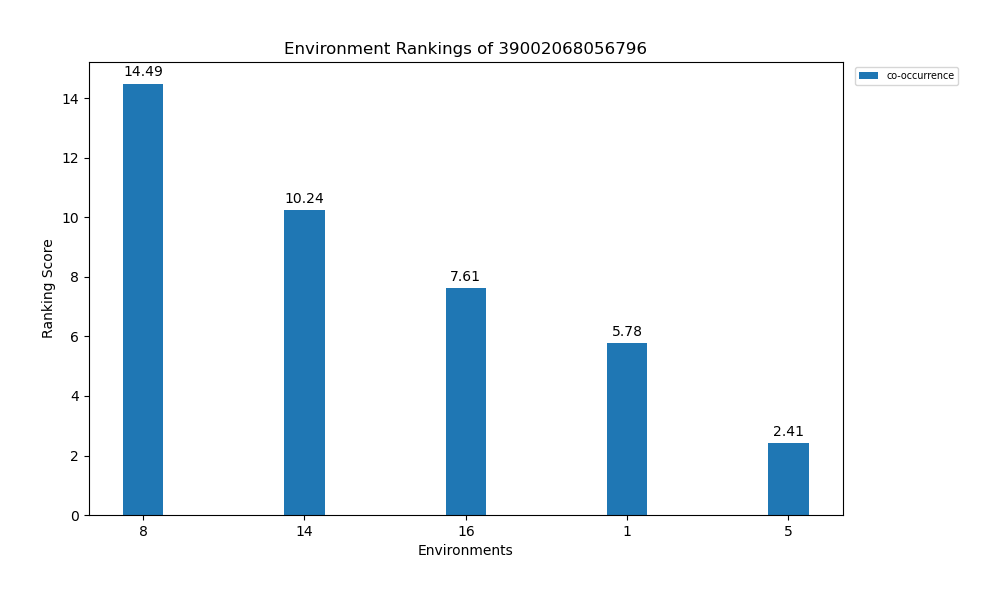 Environment Rankings of 39002068056796
co-occurrence
Ranking Score
14
12
10
8
6
4
2
0
14.49
10.24
7.61
5.78
2.41
8 14 16 1 5
Environments